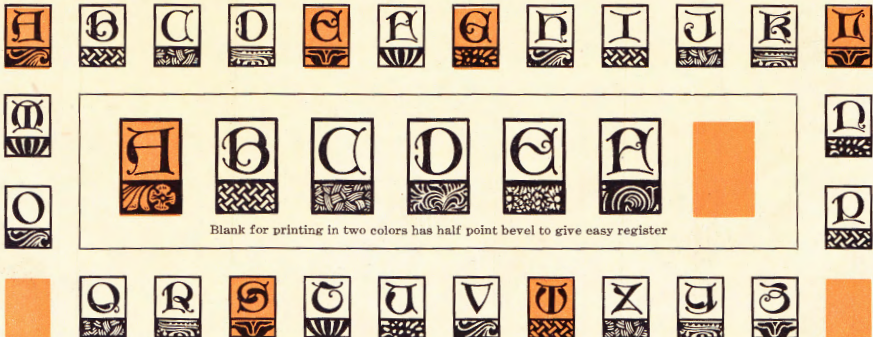 A B C D E F G H I J K L
M N
A B C D E F
Blank for printing in two colors has half point bevel to give easy register
O P
Q R S T U V W X Y Z